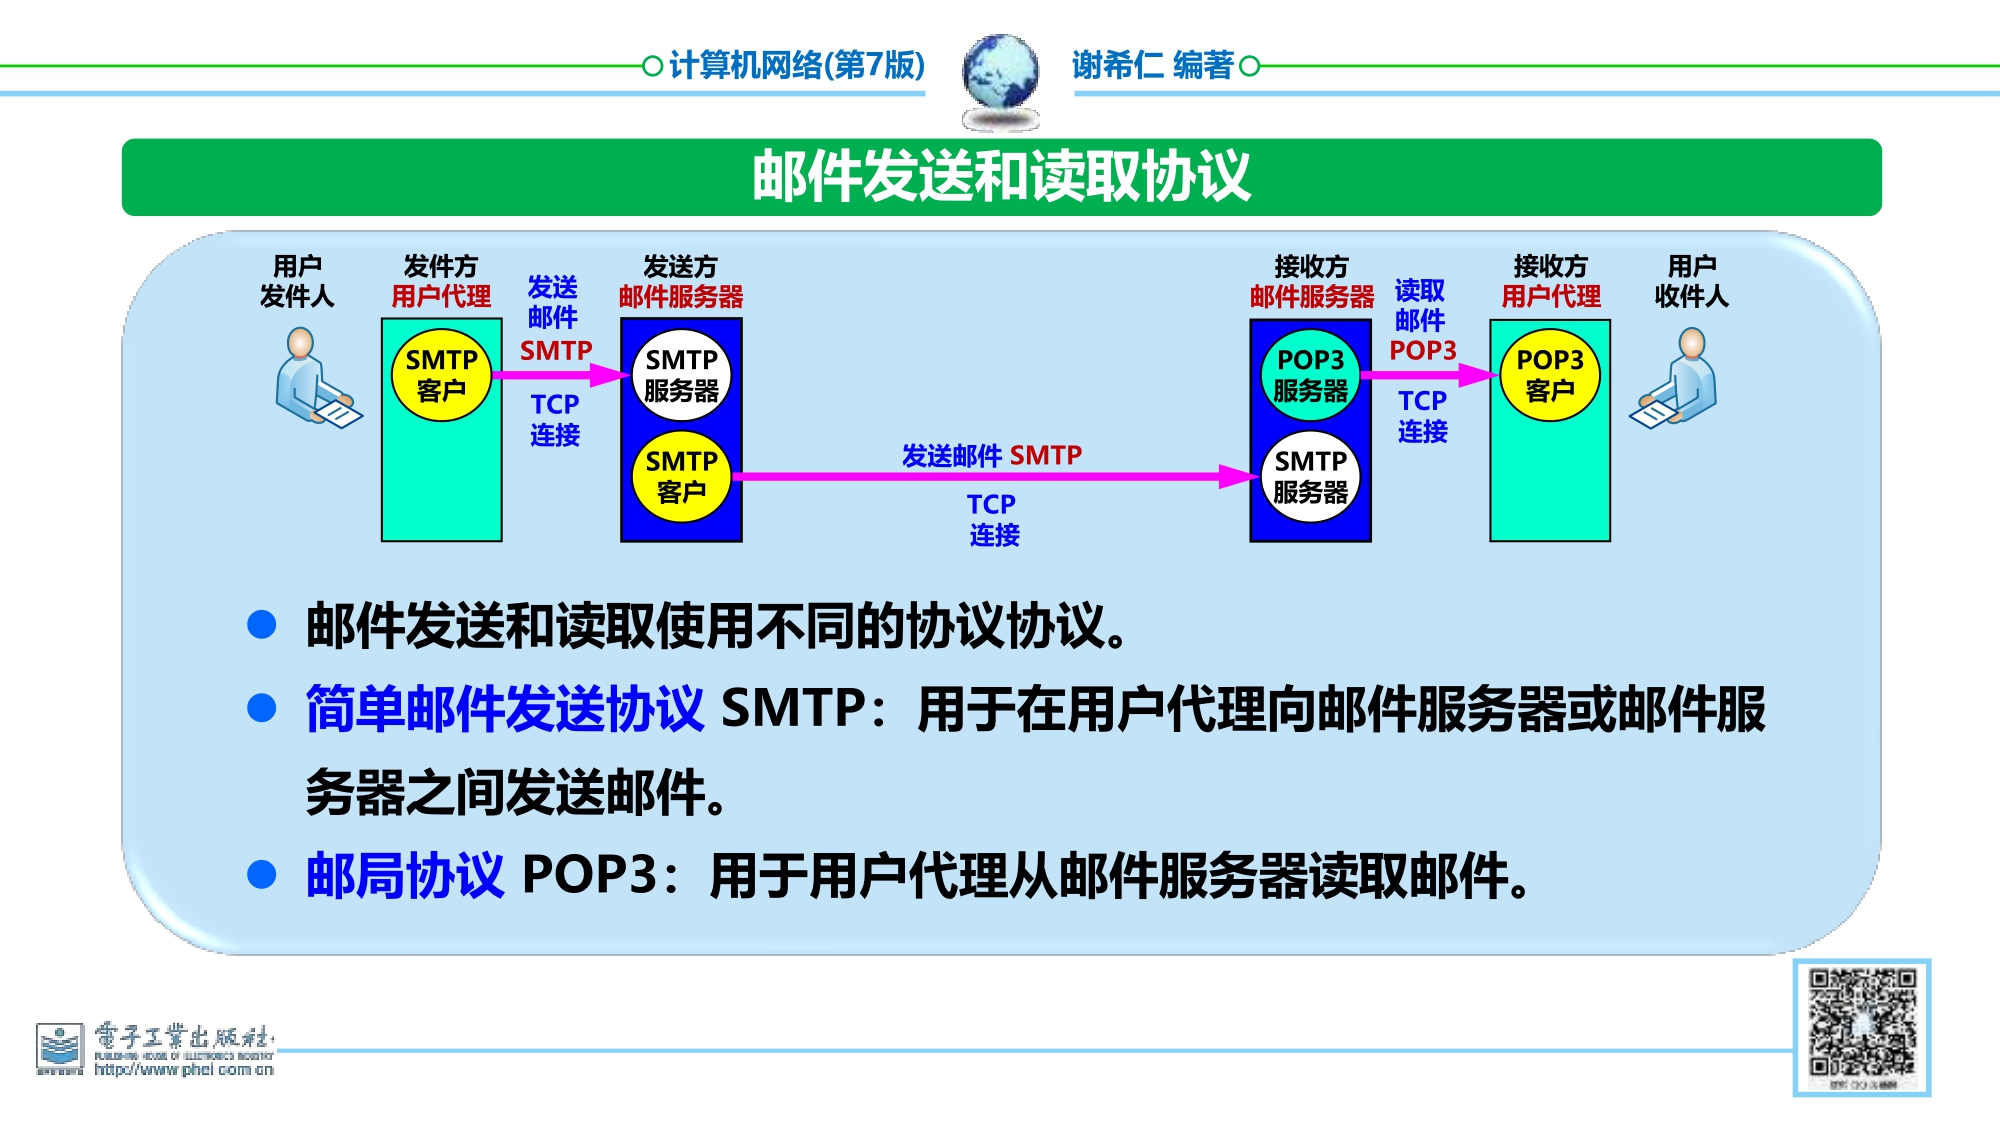 计算机网络(第7版)
谢希仁 编著
邮件发送和读取协议
用户
发件人
发件方
用户代理
发送
邮件
SMTP
发送方
邮件服务器
接收方
邮件服务器
读取
邮件
POP3
接收方
用户代理
用户
收件人
SMTP
客户
SMTP
服务器
POP3
服务器
POP3
客户
TCP
连接
TCP
连接
SMTP
客户
发送邮件 SMTP
SMTP
服务器
TCP
连接
邮件发送和读取使用不同的协议协议。
简单邮件发送协议 SMTP：用于在用户代理向邮件服务器或邮件服
务器之间发送邮件。
邮局协议 POP3：用于用户代理从邮件服务器读取邮件。
電子工業出版社
PUBLISHING HOUSE OF ELECTRONICS INDUSTRY
http://www.phei.com.cn